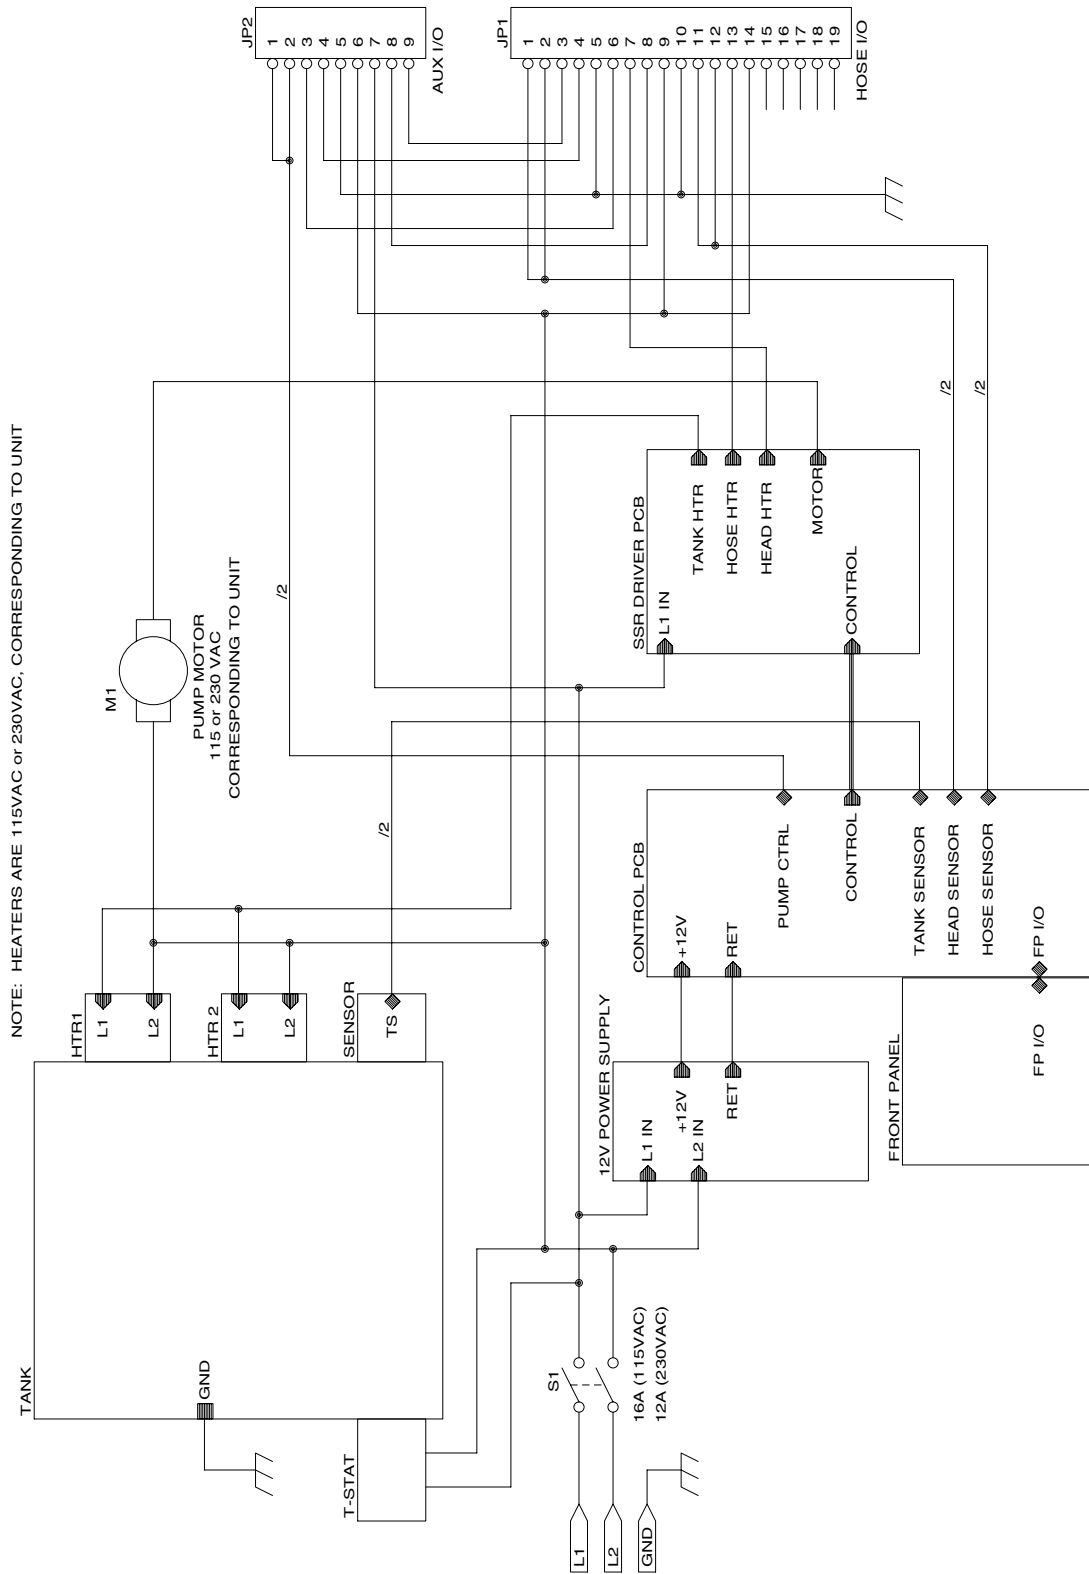 NOTE: HEATERS ARE 115VAC or 230VAC, CORRESPONDING TO UNIT
TANK
GND
T-STAT
HTR1
L1
L2
HTR 2
L1
L2
SENSOR
TS
/2
M1
PUMP MOTOR
115 or 230 VAC
CORRESPONDING TO UNIT
/2
JP2
1
2
3
4
5
6
7
8
9
AUX I/O
JP1
1
2
3
4
5
6
7
8
9
10
11
12
13
14
15
16
17
18
19
HOSE I/O
L1
L2
GND
S1
16A (115VAC)
12A (230VAC)
12V POWER SUPPLY
L1 IN
L2 IN
+12V
RET
CONTROL PCB
+12V
RET
PUMP CTRL
CONTROL
TANK SENSOR
HEAD SENSOR
HOSE SENSOR
FP I/O
FRONT PANEL
FP I/O
SSR DRIVER PCB
L1 IN
CONTROL
TANK HTR
HOSE HTR
HEAD HTR
MOTOR
/2
/2